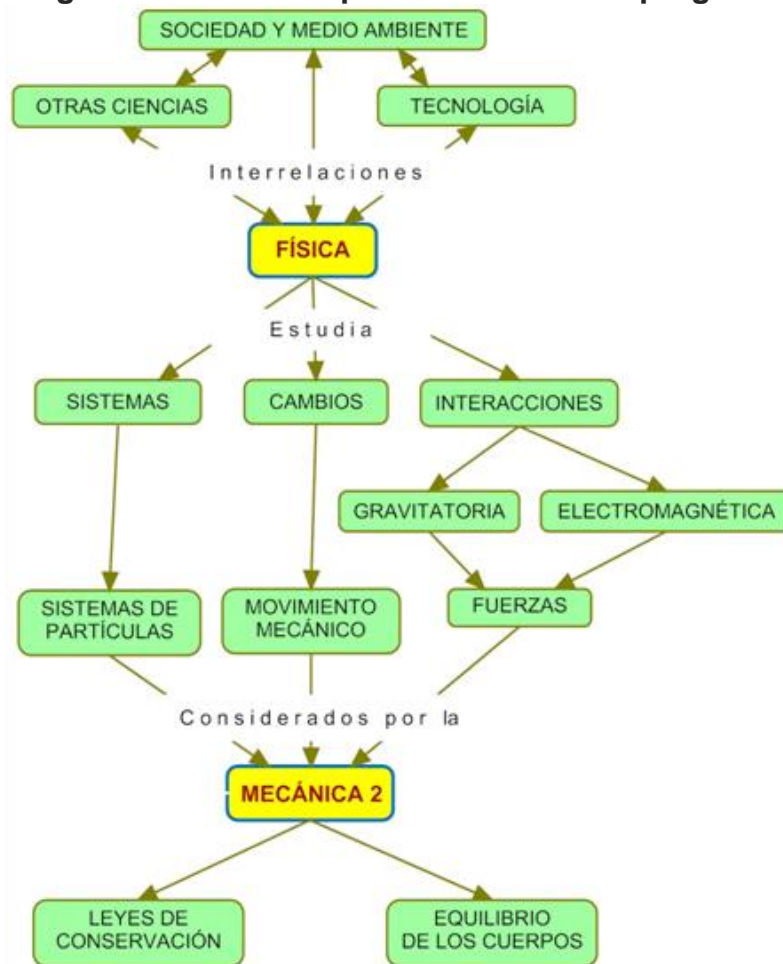 SOCIEDAD Y MEDIO AMBIENTE
OTRAS CIENCIAS
TECNOLOGÍA
Interrelaciones
FÍSICA
Estudia
SISTEMAS
CAMBIOS
INTERACCIONES
GRAVITATORIA
ELECTROMAGNÉTICA
SISTEMAS DE
PARTÍCULAS
MOVIMIENTO
MECÁNICO
FUERZAS
Considerados por la
MECÁNICA 2
LEYES DE
CONSERVACIÓN
EQUILIBRIO
DE LOS CUERPOS